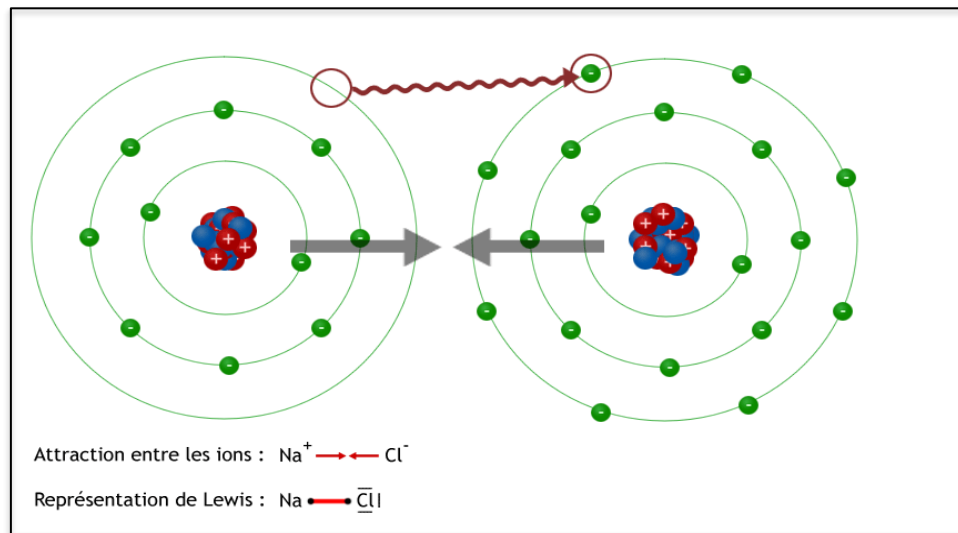 Attraction entre les ions : Na⁺ Cl⁻
Représentation de Lewis : Na Cl